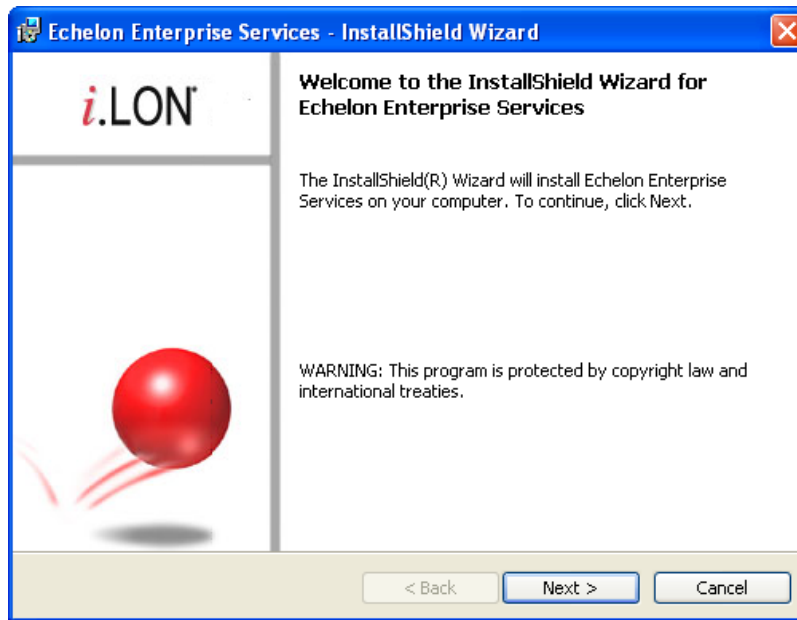 Echelon Enterprise Services - InstallShield Wizard
i.LON
Welcome to the InstallShield Wizard for
Echelon Enterprise Services
The InstallShield(R) Wizard will install Echelon Enterprise
Services on your computer. To continue, click Next.
WARNING: This program is protected by copyright law and
international treaties.
< Back
Next >
Cancel